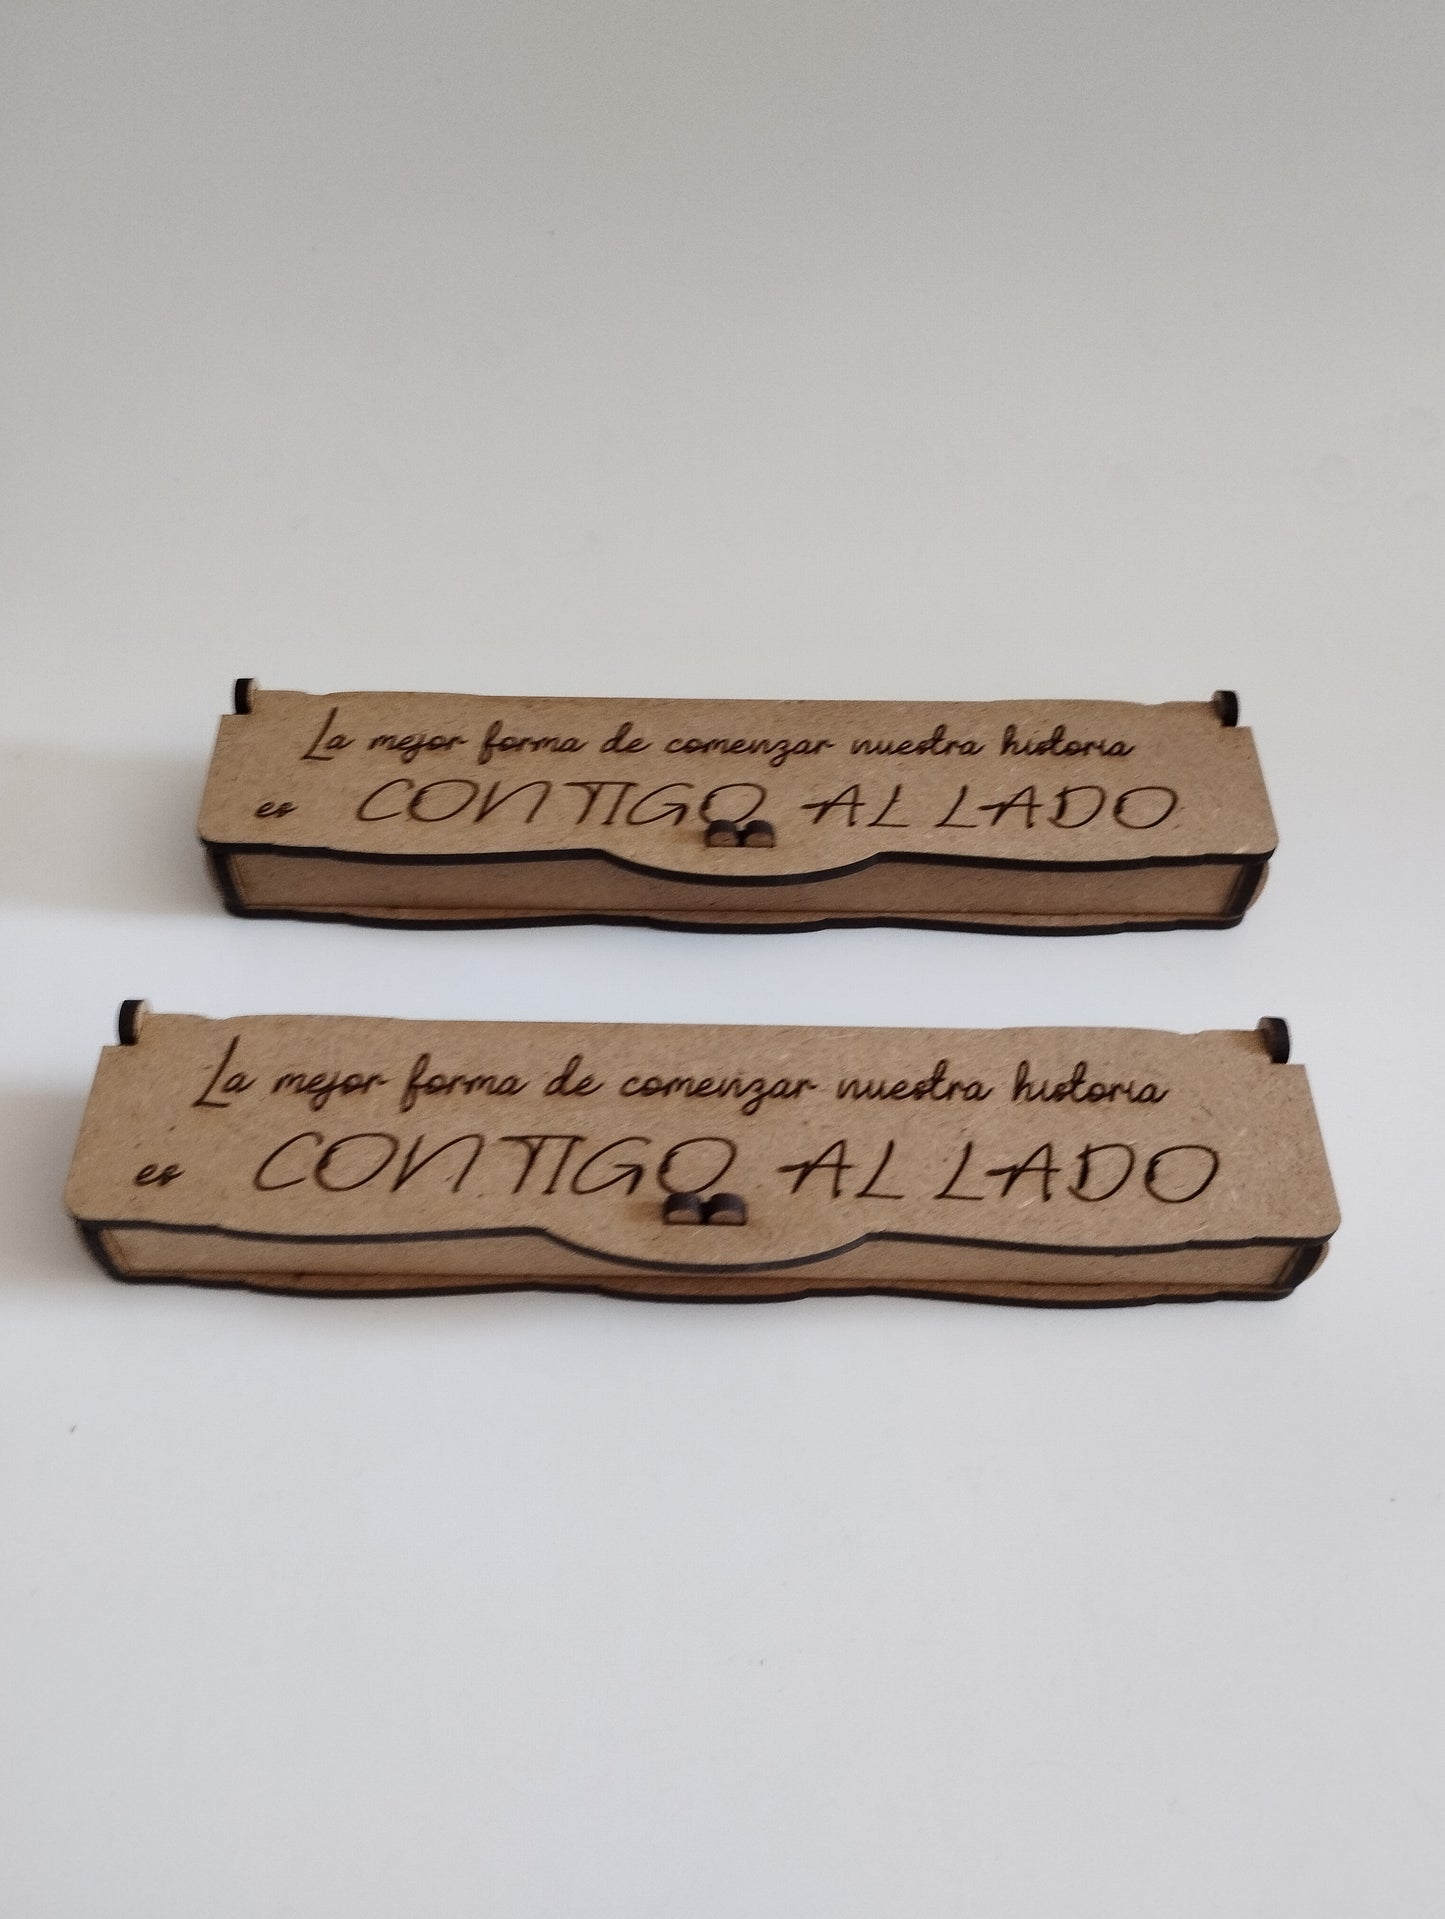 La mejor forma de comenzar nuestra historia
es CONTIGO AL LADO
La mejor forma de comenzar nuestra historia
es CONTIGO AL LADO